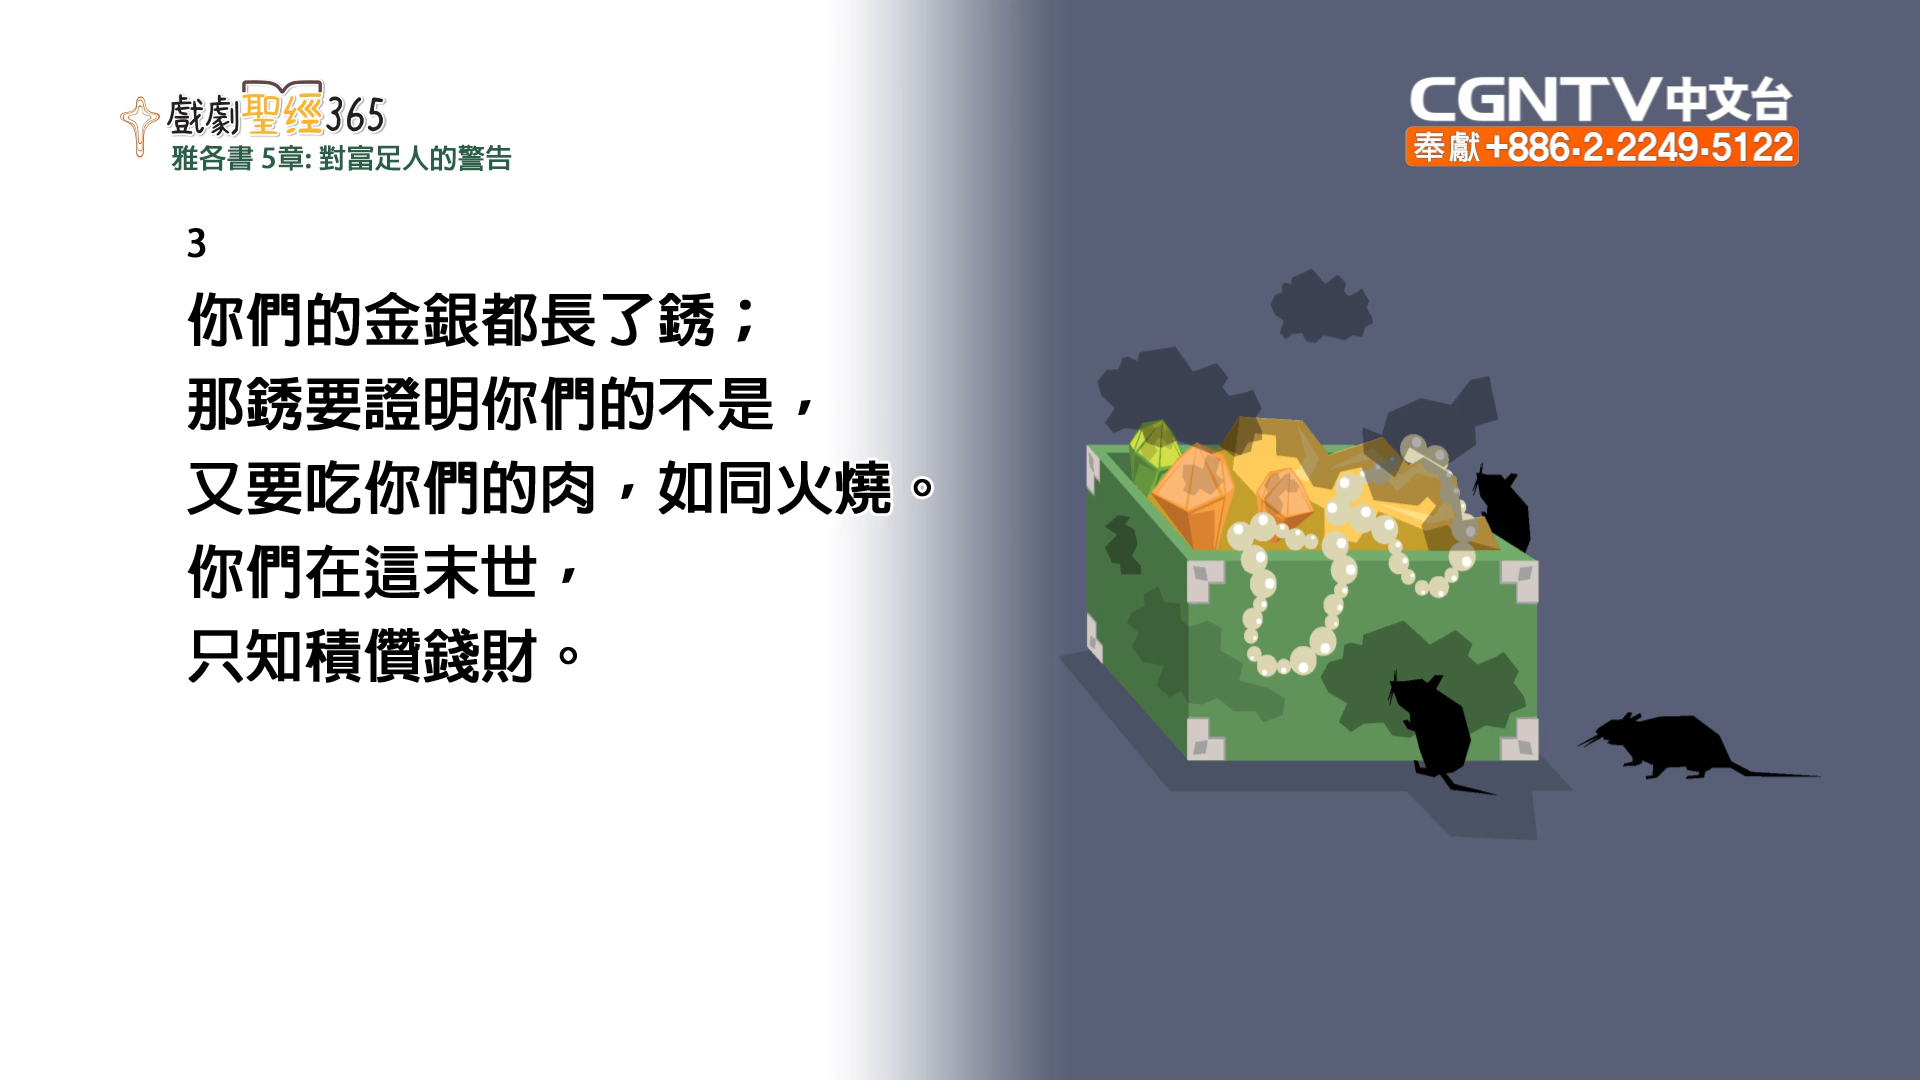 戲劇聖經365
雅各書 5章: 對富足人的警告
CGNTV中文台
奉獻 +886·2·2249·5122
3
你們的金銀都長了銹；
那銹要證明你們的不是，
又要吃你們的肉，如同火燒。
你們在這末世，
只知積儹錢財。